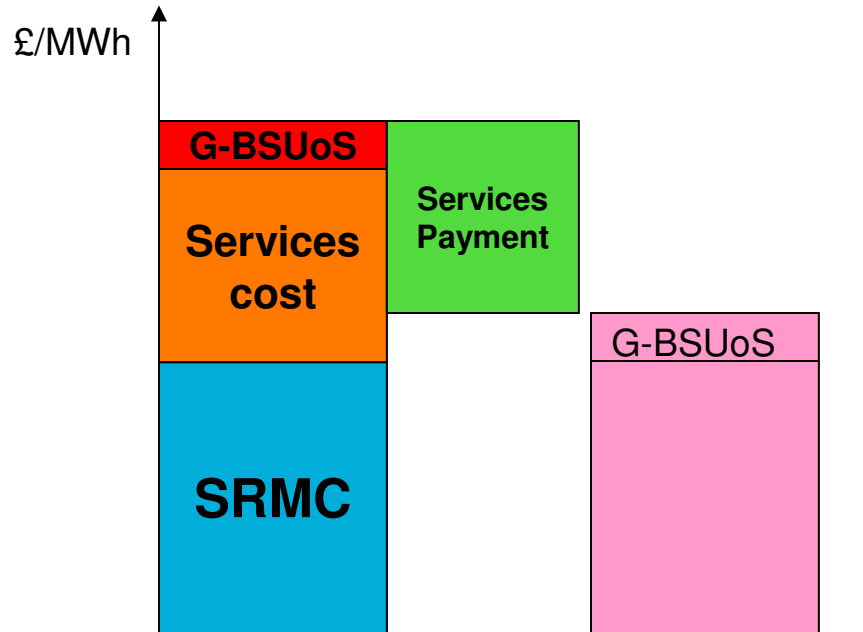 £/MWh
G-BSUoS
Services
cost
SRMC
Services
Payment
G-BSUoS